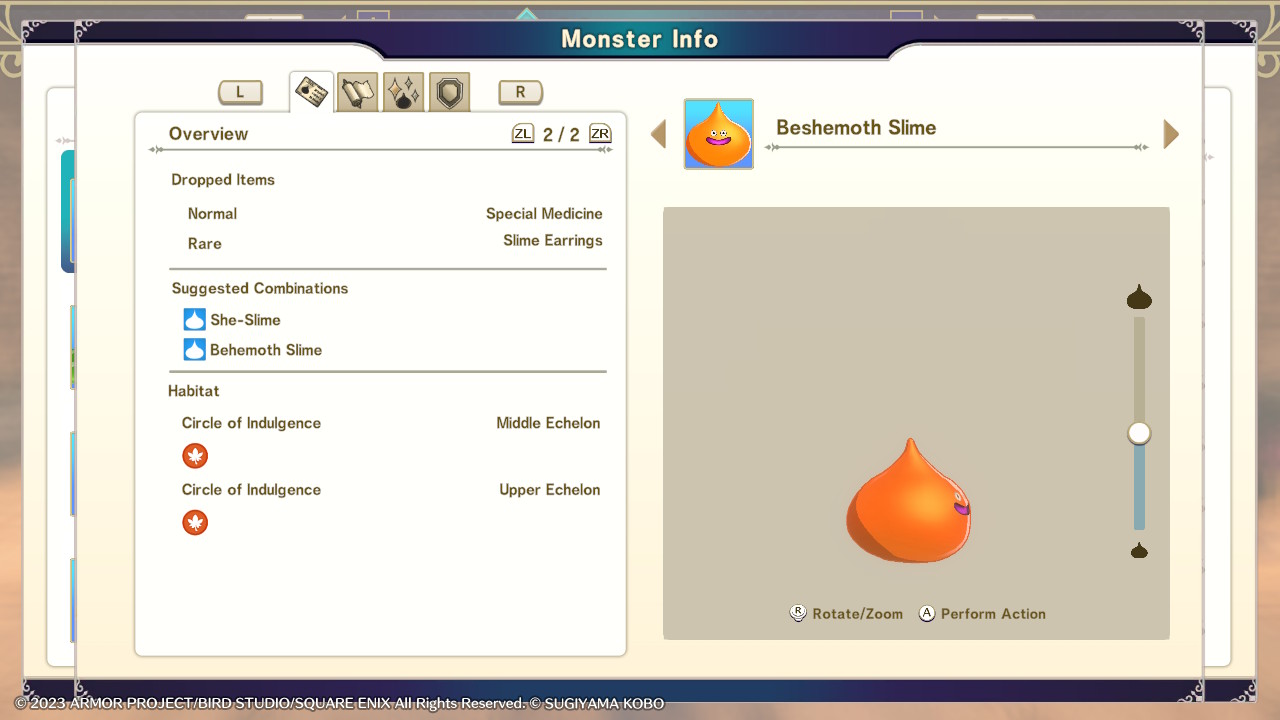 Monster Info
L
R
Overview
ZL 2 / 2 ZR
Dropped Items
Normal Special Medicine
Rare Slime Earrings
Suggested Combinations
She-Slime
Behemoth Slime
Habitat
Circle of Indulgence Middle Echelon
Circle of Indulgence Upper Echelon
Beshemoth Slime
R Rotate/Zoom A Perform Action
© 2023 ARMOR PROJECT/BIRD STUDIO/SQUARE ENIX All Rights Reserved. © SUGIYAMA KOBO